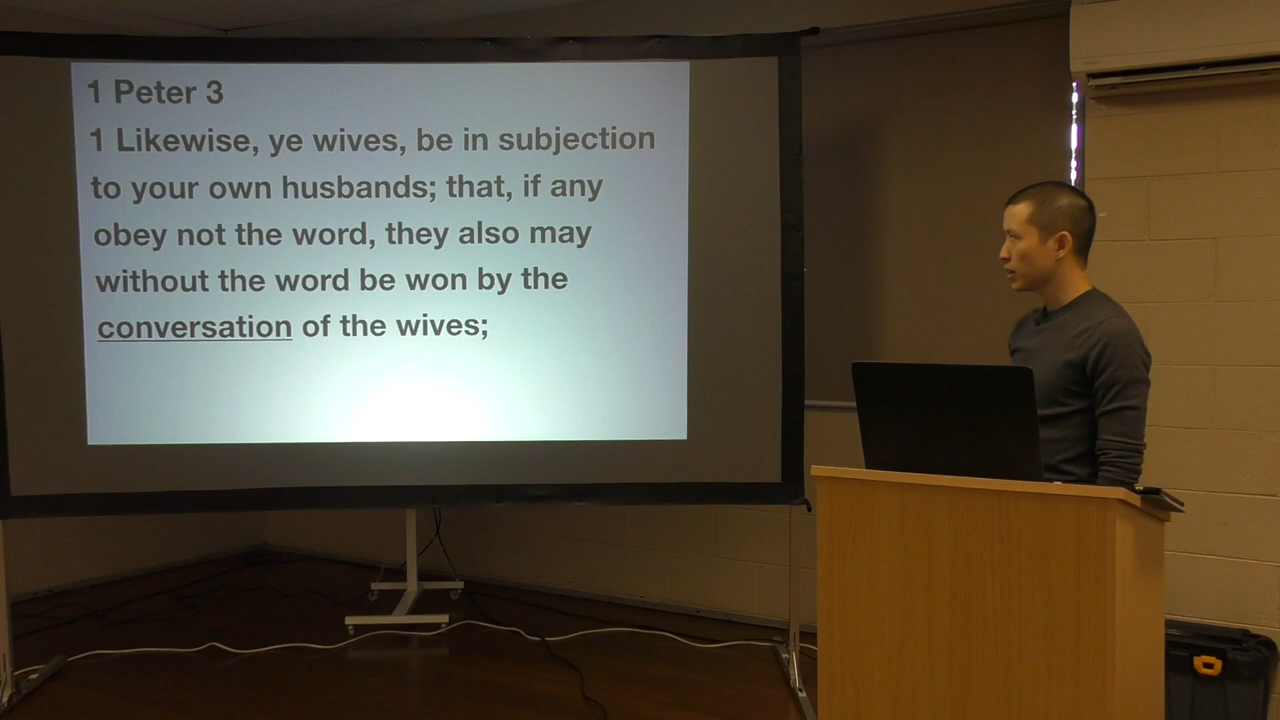 1 Peter 3
1 Likewise, ye wives, be in subjection
to your own husbands; that, if any
obey not the word, they also may
without the word be won by the
conversation of the wives;